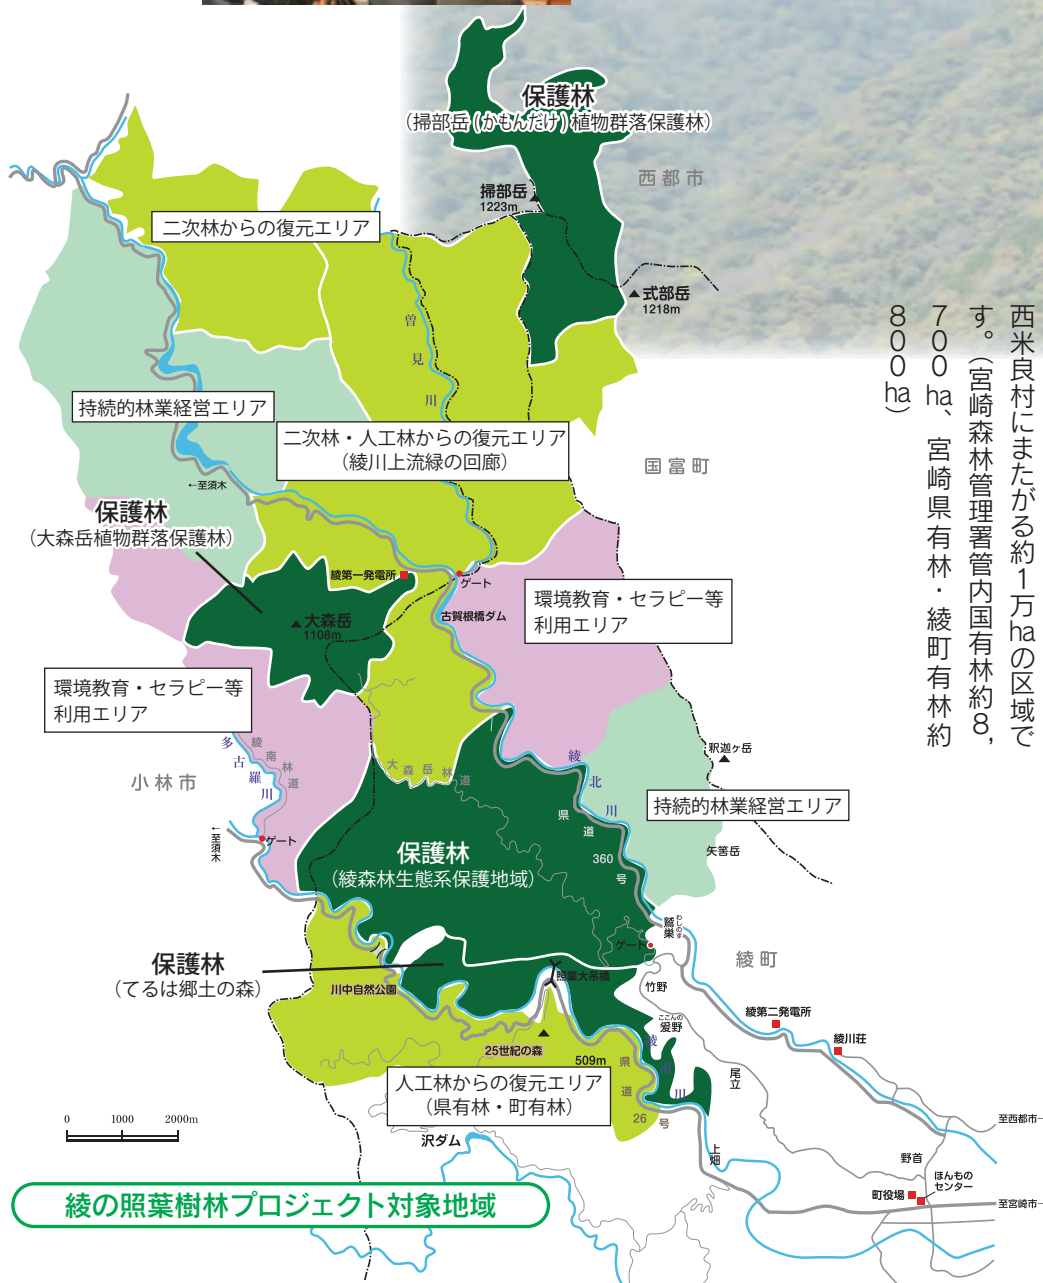 保護林
（掃部岳（かもんだけ）植物群落保護林）
西都市
掃部岳
1223m
二次林からの復元エリア
式部岳
1218m
西米良村にまたがる約1万haの区域で
す。（宮崎森林管理署管内国有林約8,
700ha、宮崎県有林・綾町有林約
800ha）
曽見川
持続的林業経営エリア
二次林・人工林からの復元エリア
（綾川上流緑の回廊）
国富町
←至須木
保護林
（大森岳植物群落保護林）
綾第一発電所
ゲート
古賀根橋ダム
大森岳
1108m
環境教育・セラピー等
利用エリア
環境教育・セラピー等
利用エリア
多古羅川
綾南林道
小林市
大森岳林道
綾北川
釈迦ヶ岳
持続的林業経営エリア
県道360号
矢筈岳
←至須木
ゲート
保護林
（綾森林生態系保護地域）
鷲巣
わしのす
ゲート
綾町
保護林
（てるは郷土の森）
川中自然公園
照葉大吊橋
竹野
ここんの
爰野
綾第二発電所
綾川荘
25世紀の森
509m
綾南川
尾立
県道26号
人工林からの復元エリア
（県有林・町有林）
0 1000 2000m
沢ダム
上畑
至西都市
野首
ほんもの
センター
町役場
至宮崎市
綾の照葉樹林プロジェクト対象地域